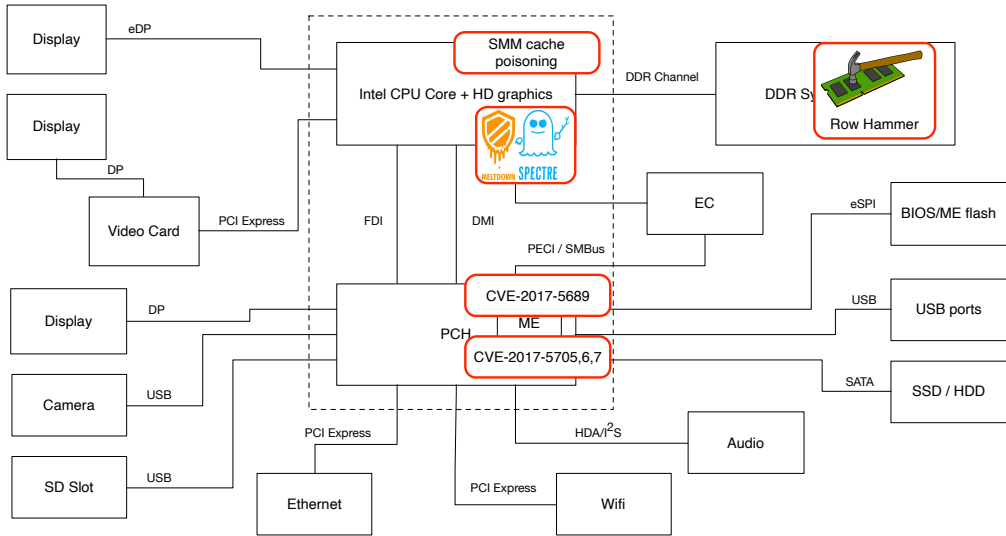 Display
eDP
SMM cache
poisoning
Intel CPU Core + HD graphics
DDR Channel
DDR Sy
Row Hammer
Display
DP
MELTDOWN
SPECTRE
Video Card
PCI Express
FDI
DMI
EC
eSPI
BIOS/ME flash
PECI / SMBus
Display
DP
CVE-2017-5689
PCH
ME
CVE-2017-5705,6,7
USB
USB ports
Camera
USB
SATA
SSD / HDD
PCI Express
HDA/I²S
Audio
SD Slot
USB
Ethernet
PCI Express
Wifi